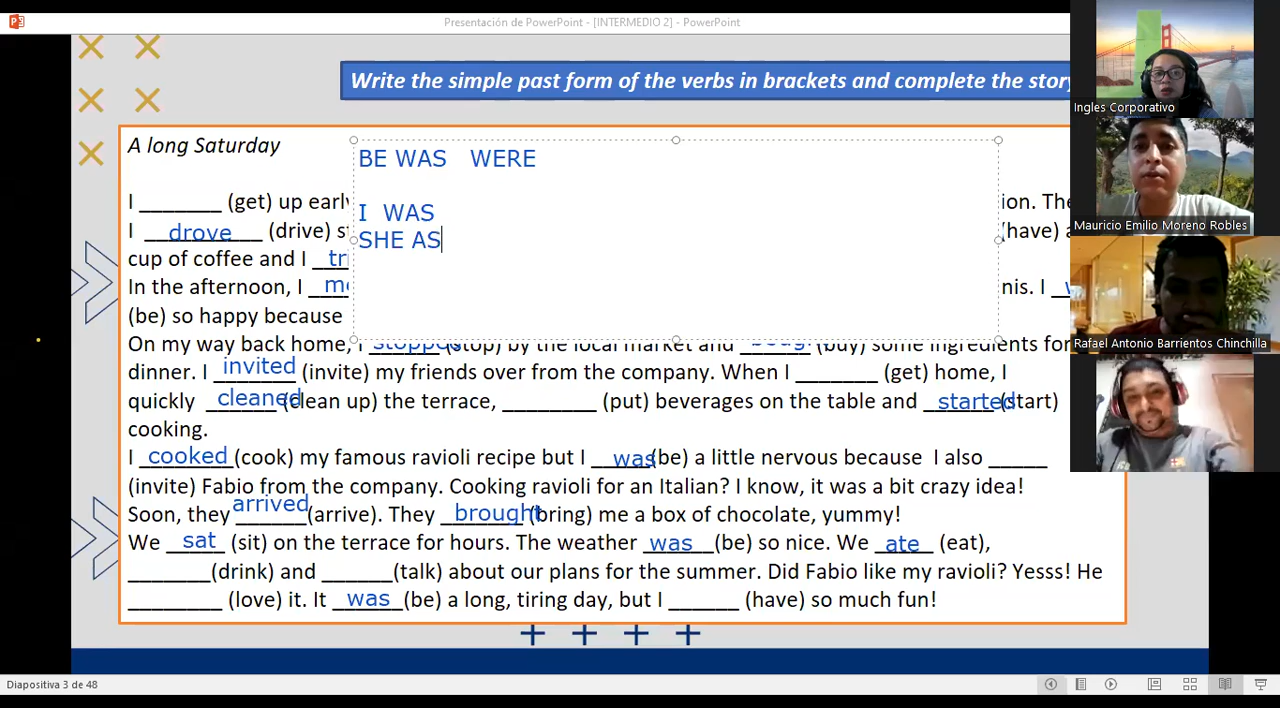 Presentación de PowerPoint - [INTERMEDIO 2] - PowerPoint
Write the simple past form of the verbs in brackets and complete the story
Ingles Corporativo
A long Saturday
BE WAS WERE
I _______ (get) up early
ion. The
I WAS
Mauricio Emilio Moreno Robles
I drove (drive) st
(have) a
SHE AS
cup of coffee and I
In the afternoon, I
nis. I
(be) so happy because
On my way back home, I stopped (stop) by the local market and (buy) some ingredients for
Rafael Antonio Barrientos Chinchilla
dinner. I invited (invite) my friends over from the company. When I _______ (get) home, I
quickly cleaned (clean up) the terrace, ________ (put) beverages on the table and started (start)
cooking.
I cooked (cook) my famous ravioli recipe but I was (be) a little nervous because I also _____
(invite) Fabio from the company. Cooking ravioli for an Italian? I know, it was a bit crazy idea!
Soon, they arrived (arrive). They brought (bring) me a box of chocolate, yummy!
We sat (sit) on the terrace for hours. The weather was (be) so nice. We ate (eat),
_______(drink) and ______(talk) about our plans for the summer. Did Fabio like my ravioli? Yesss! He
________ (love) it. It was (be) a long, tiring day, but I ______ (have) so much fun!
Diapositiva 3 de 48